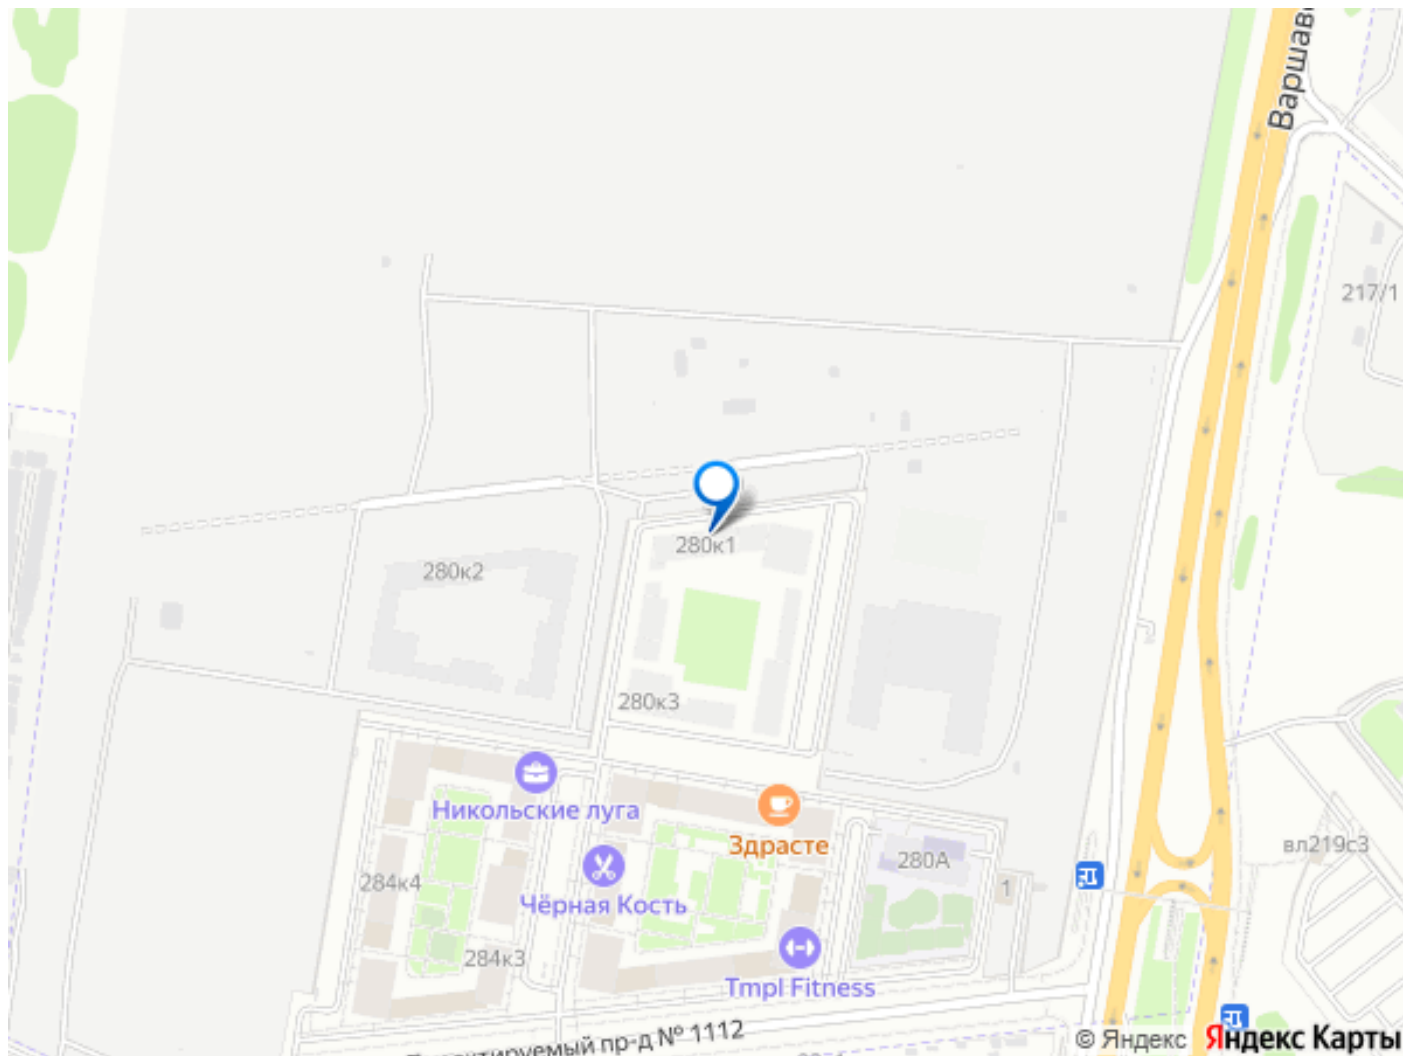 Варшавс
217/1
280к1
280к2
280к3
Никольские луга
Здрасте
280А
вл219с3
284к4
1
Чёрная Кость
284к3
Tmpl Fitness
пр-д № 1112
© Яндекс Яндекс Карты